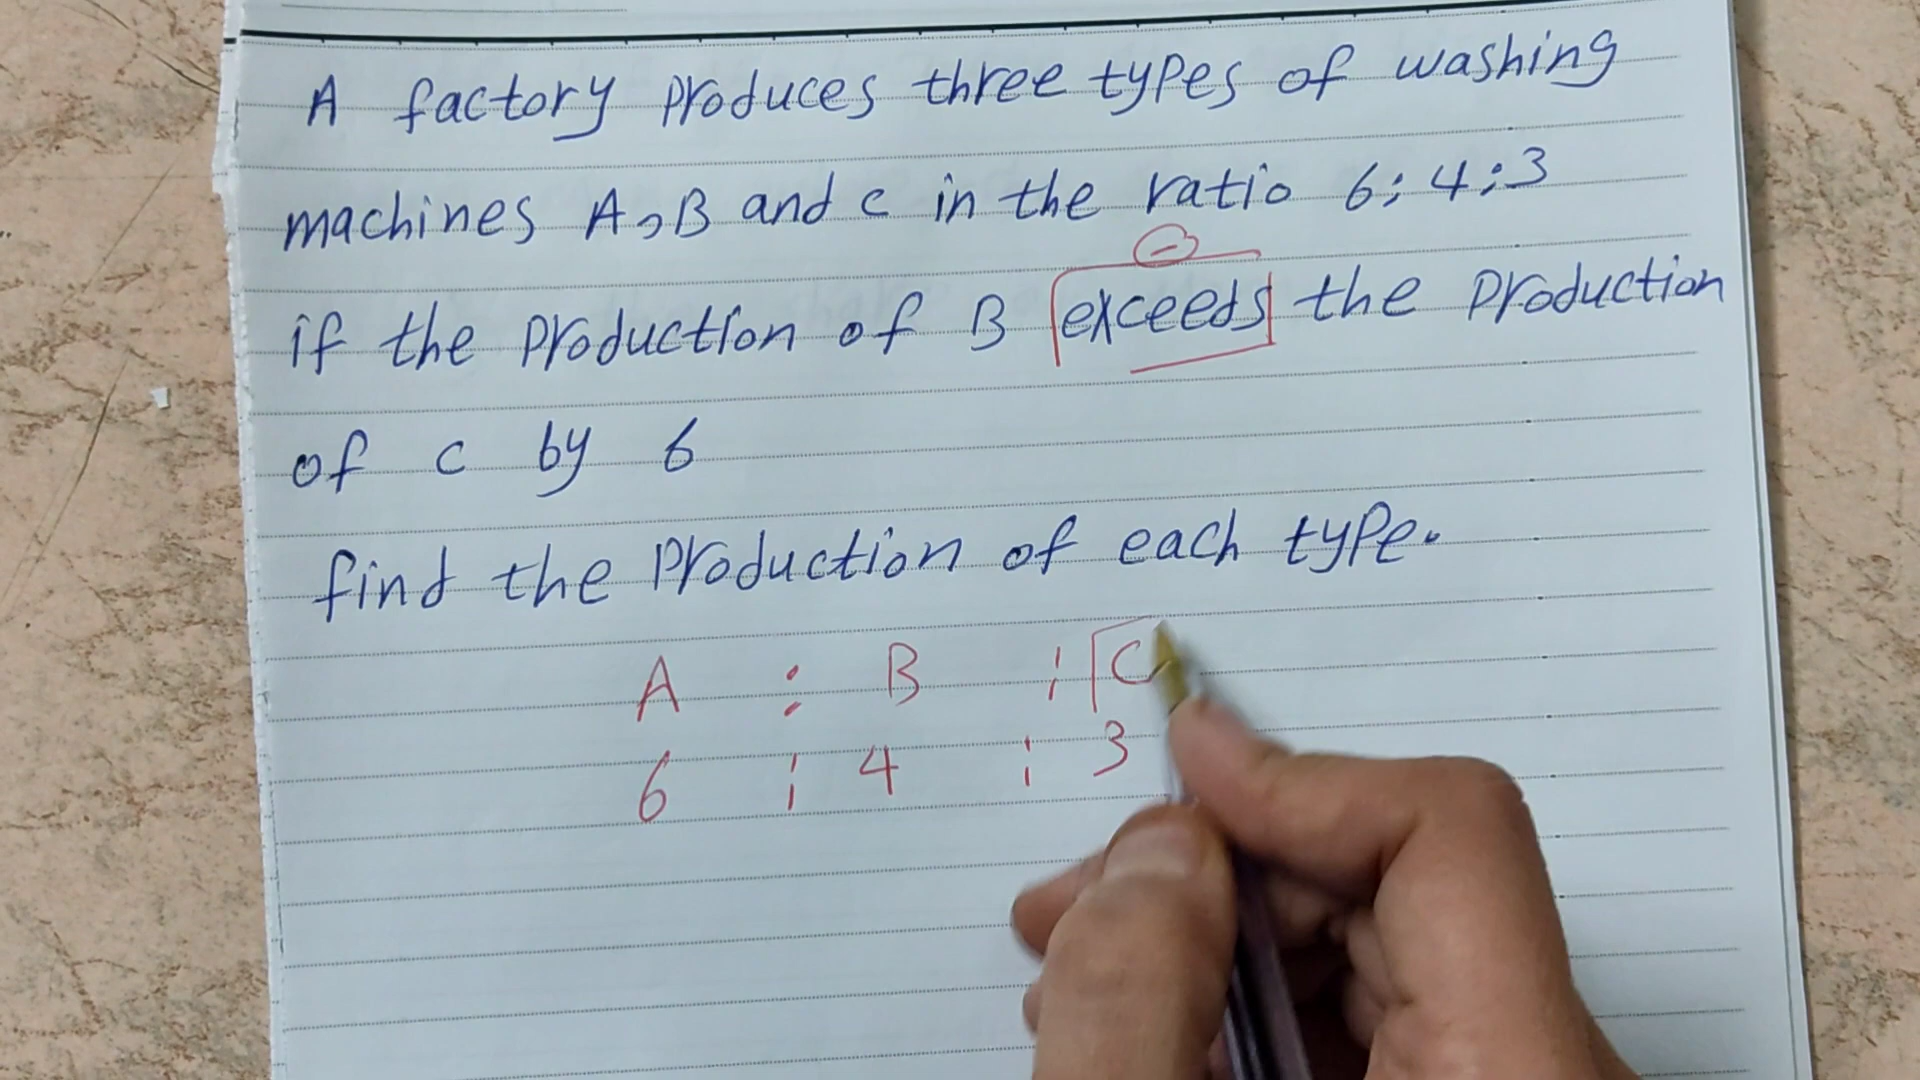 A factory produces three types of washing
machines A,B and c in the ratio 6:4:3
if the production of B exceeds the production
of c by 6
find the production of each type.
A : B : C
6 : 4 : 3